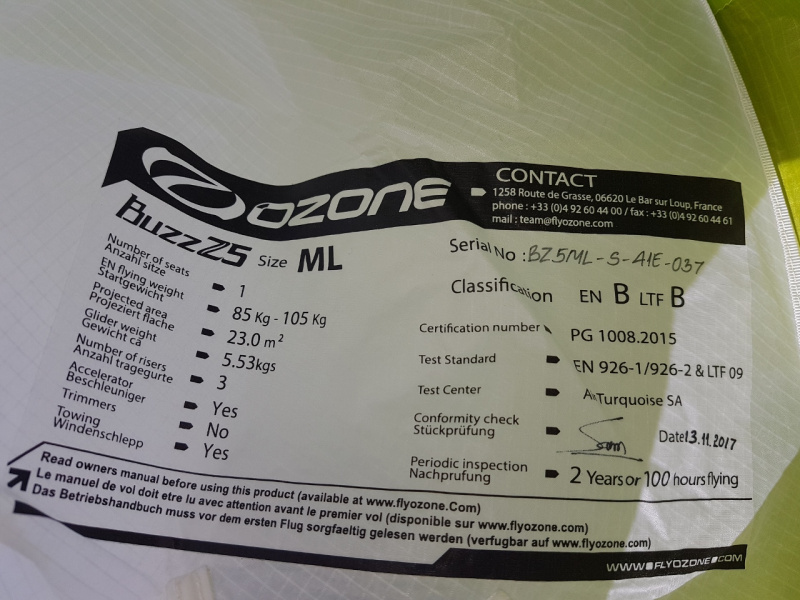 OZONE
CONTACT
1258 Route de Grasse, 06620 Le Bar sur Loup, France
phone : +33 (0)4 92 60 44 00 / fax : +33 (0)4 92 60 44 61
mail : team@flyozone.com
BuzzZ5 Size ML
Number of seats
Anzahl sitze 1
EN flying weight
Startgewicht 85 Kg - 105 Kg
Projected area
Projeziert flache 23.0 m²
Glider weight
Gewicht ca 5.53kgs
Number of risers
Anzahl tragegurte 3
Accelerator
Beschleuniger Yes
Trimmers No
Towing
Windenschlepp Yes
Serial No : BZ5ML-S-41E-037
Classification EN B LTF B
Certification number PG 1008.2015
Test Standard EN 926-1/926-2 & LTF 09
Test Center Air Turquoise SA
Conformity check
Stückprüfung Date 13.11.2017
Periodic inspection
Nachprufung 2 Years or 100 hours flying
Read owners manual before using this product (available at www.flyozone.Com)
Le manuel de vol doit etre lu avec attention avant le premier vol (disponible sur www.flyozone.com)
Das Betriebshandbuch muss vor dem ersten Flug sorgfaeltig gelesen werden (verfugbar auf www.flyozone.com)
WWW.FLYOZONE.COM